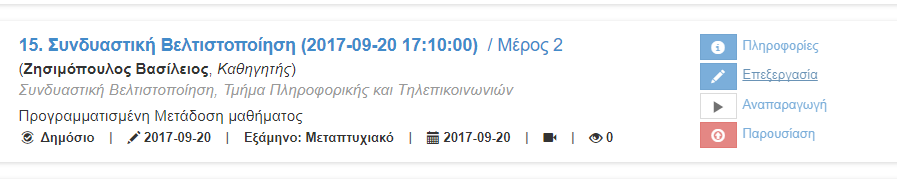 15. Συνδυαστική Βελτιστοποίηση (2017-09-20 17:10:00) / Μέρος 2
(Ζησιμόπουλος Βασίλειος, Καθηγητής)
Συνδυαστική Βελτιστοποίηση, Τμήμα Πληροφορικής και Τηλεπικοινωνιών
Προγραμματισμένη Μετάδοση μαθήματος
Δημόσιο | 2017-09-20 | Εξάμηνο: Μεταπτυχιακό | 2017-09-20 | | 0
Πληροφορίες
Επεξεργασία
Αναπαραγωγή
Παρουσίαση